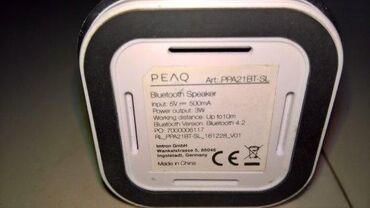 PEAQ Art.: PPA21BT-SL
Bluetooth Speaker
Input: 5V⎓500mA
Power output: 3W
Working distance: Up to10m
Bluetooth Version: Bluetooth 4.2
PO: 7000006117
RL_PPA21BT-SL_161228_V01
Imtron GmbH
Wankelstrasse 5, 85046
Ingolstadt, Germany
Made in China
CE